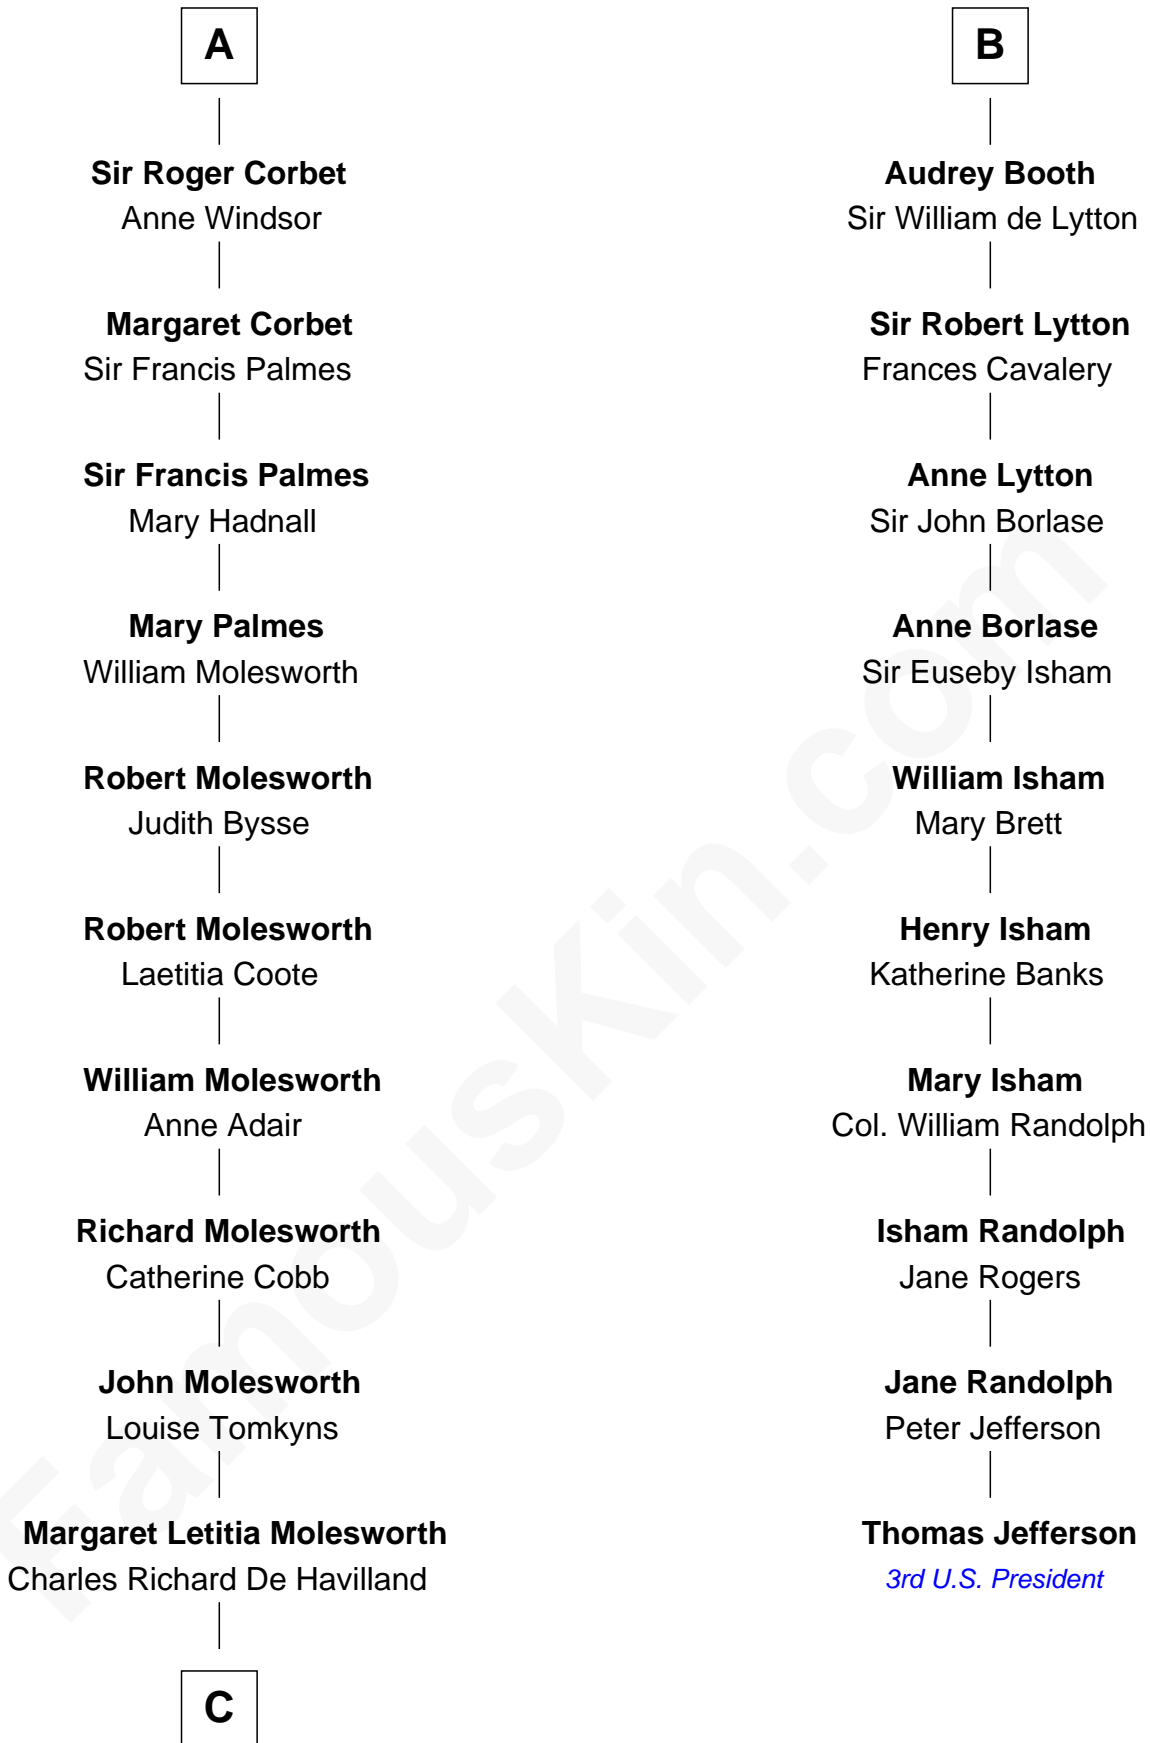 A
Sir Roger Corbet
Anne Windsor
Margaret Corbet
Sir Francis Palmes
Sir Francis Palmes
Mary Hadnall
Mary Palmes
William Molesworth
Robert Molesworth
Judith Bysse
Robert Molesworth
Laetitia Coote
William Molesworth
Anne Adair
Richard Molesworth
Catherine Cobb
John Molesworth
Louise Tomkyns
Margaret Letitia Molesworth
Charles Richard De Havilland
C
B
Audrey Booth
Sir William de Lytton
Sir Robert Lytton
Frances Cavalery
Anne Lytton
Sir John Borlase
Anne Borlase
Sir Euseby Isham
William Isham
Mary Brett
Henry Isham
Katherine Banks
Mary Isham
Col. William Randolph
Isham Randolph
Jane Rogers
Jane Randolph
Peter Jefferson
Thomas Jefferson
3rd U.S. President
FamousKin.com